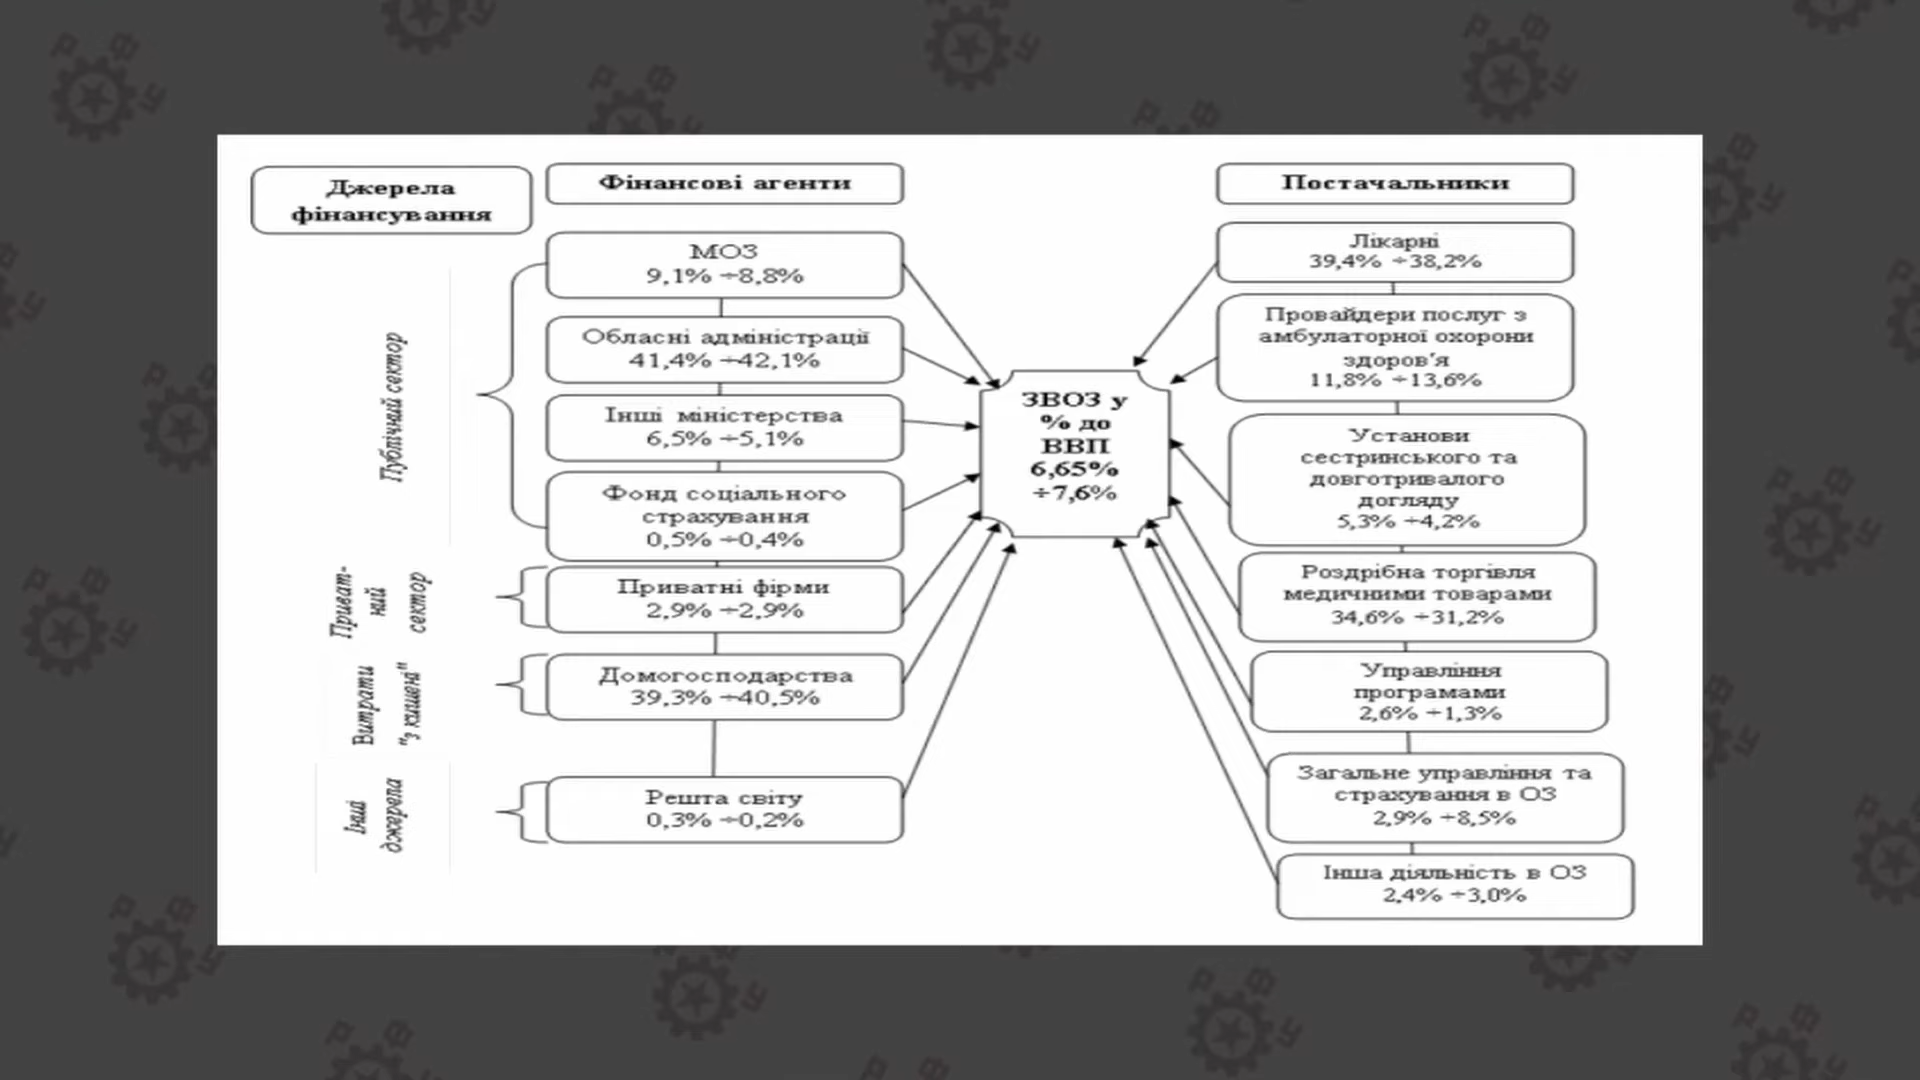 Джерела
фінансування
Фінансові агенти
Постачальники
Публічний сектор
МОЗ
9,1% ÷8,8%
Обласні адміністрації
41,4% ÷42,1%
Інші міністерства
6,5% ÷5,1%
Фонд соціального
страхування
0,5% ÷0,4%
Приват-
ний
сектор
Приватні фірми
2,9% ÷2,9%
Витрати
"з кишені"
Домогосподарства
39,3% ÷40,5%
Інші
джерела
Решта світу
0,3% ÷0,2%
ЗВОЗ у
% до
ВВП
6,65%
÷7,6%
Лікарні
39,4% ÷38,2%
Провайдери послуг з
амбулаторної охорони
здоров'я
11,8% ÷13,6%
Установи
сестринського та
довготривалого
догляду
5,3% ÷4,2%
Роздрібна торгівля
медичними товарами
34,6% ÷31,2%
Управління
програмами
2,6% ÷1,3%
Загальне управління та
страхування в ОЗ
2,9% ÷8,5%
Інша діяльність в ОЗ
2,4% ÷3,0%